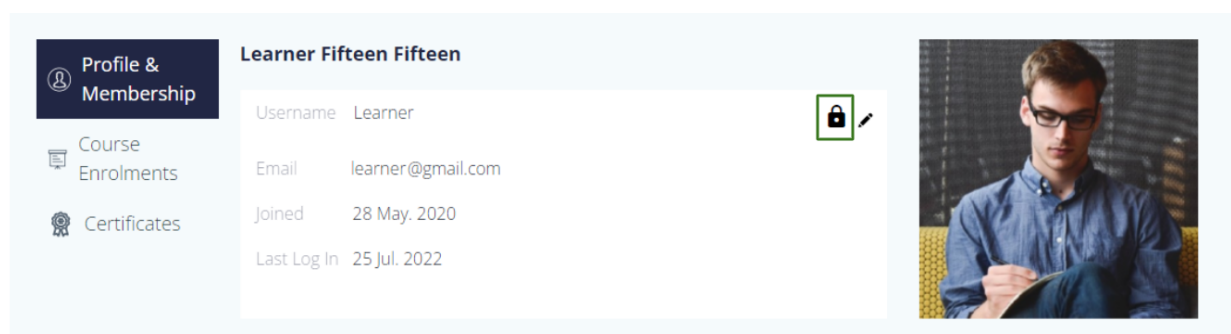 Profile &
Membership
Course
Enrolments
Certificates
Learner Fifteen Fifteen
Username Learner
Email learner@gmail.com
Joined 28 May. 2020
Last Log In 25 Jul. 2022